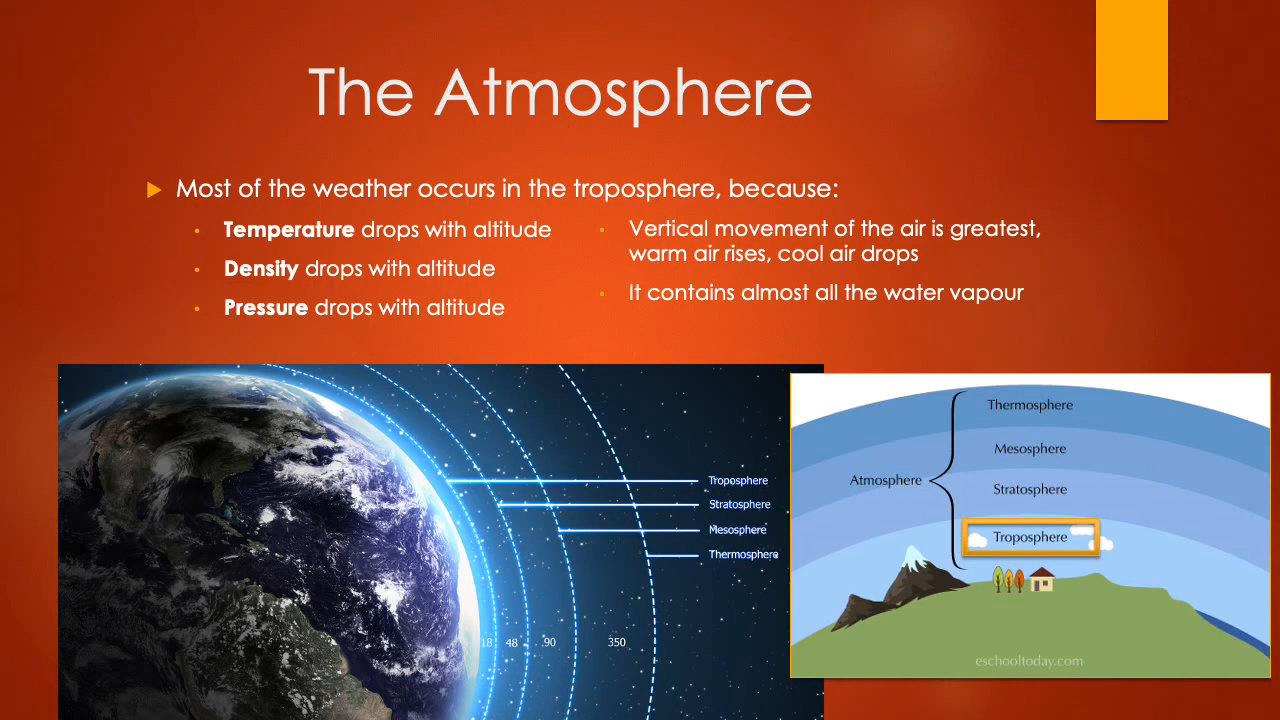 The Atmosphere
Most of the weather occurs in the troposphere, because:
Temperature drops with altitude
Density drops with altitude
Pressure drops with altitude
Vertical movement of the air is greatest,
warm air rises, cool air drops
It contains almost all the water vapour
Troposphere
Stratosphere
Mesosphere
Thermosphere
18 48 90 350
Thermosphere
Mesosphere
Atmosphere
Stratosphere
Troposphere
eschooltoday.com